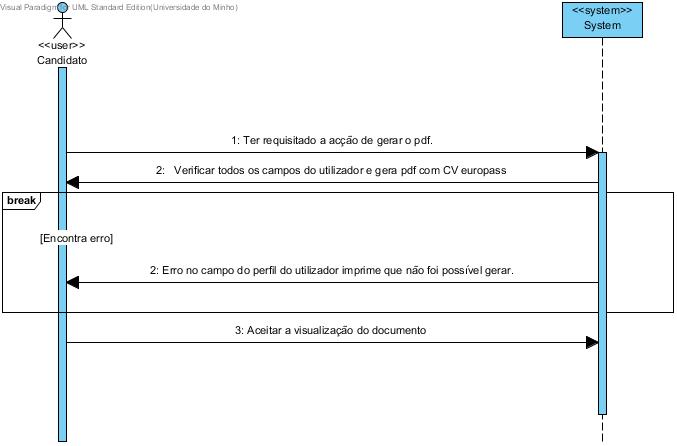 Visual Paradigm for UML Standard Edition(Universidade do Minho)
<<user>>
Candidato
<<system>>
System
1: Ter requisitado a acção de gerar o pdf.
2: Verificar todos os campos do utilizador e gera pdf com CV europass
break
[Encontra erro]
2: Erro no campo do perfil do utilizador imprime que não foi possível gerar.
3: Aceitar a visualização do documento